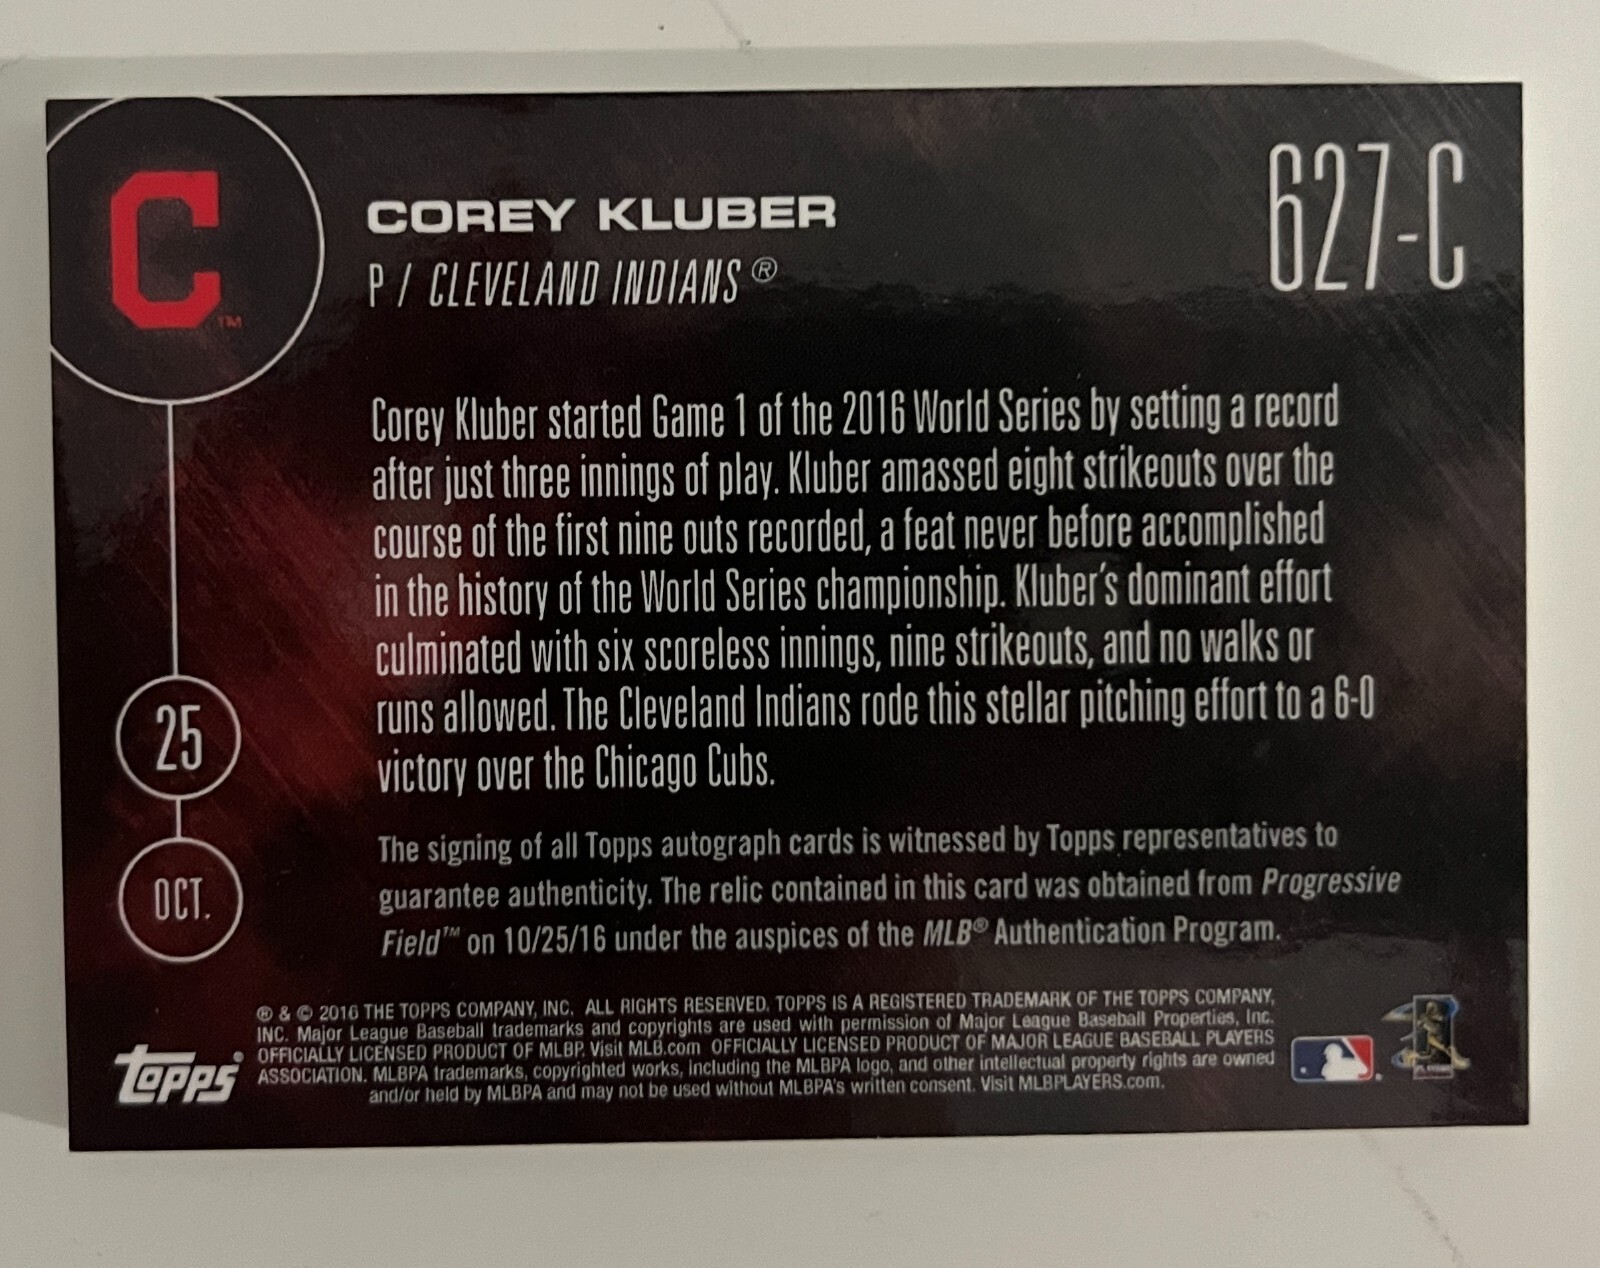 C™
COREY KLUBER
627-C
P / CLEVELAND INDIANS®
Corey Kluber started Game 1 of the 2016 World Series by setting a record
after just three innings of play. Kluber amassed eight strikeouts over the
course of the first nine outs recorded, a feat never before accomplished
in the history of the World Series championship. Kluber's dominant effort
culminated with six scoreless innings, nine strikeouts, and no walks or
runs allowed. The Cleveland Indians rode this stellar pitching effort to a 6-0
victory over the Chicago Cubs.
25
OCT.
The signing of all Topps autograph cards is witnessed by Topps representatives to
guarantee authenticity. The relic contained in this card was obtained from Progressive
Field™ on 10/25/16 under the auspices of the MLB® Authentication Program.
® & © 2016 THE TOPPS COMPANY, INC. ALL RIGHTS RESERVED. TOPPS IS A REGISTERED TRADEMARK OF THE TOPPS COMPANY,
INC. Major League Baseball trademarks and copyrights are used with permission of Major League Baseball Properties, Inc.
OFFICIALLY LICENSED PRODUCT OF MLBP. Visit MLB.com OFFICIALLY LICENSED PRODUCT OF MAJOR LEAGUE BASEBALL PLAYERS
ASSOCIATION. MLBPA trademarks, copyrighted works, including the MLBPA logo, and other intellectual property rights are owned
and/or held by MLBPA and may not be used without MLBPA's written consent. Visit MLBPLAYERS.com.
topps®